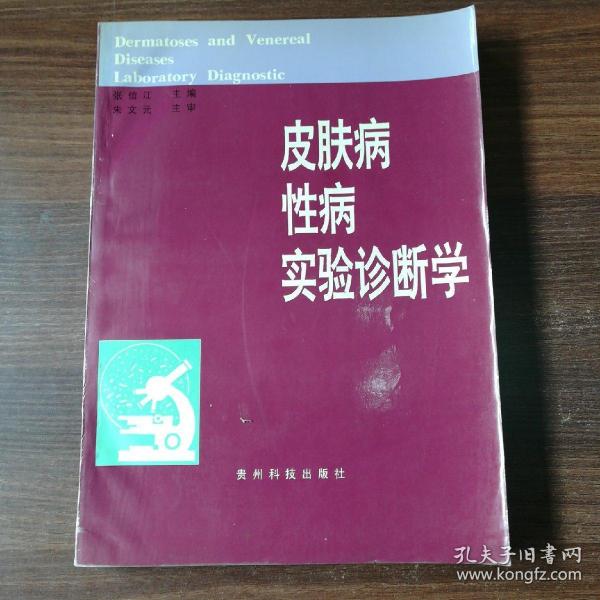 Dermatoses and Venereal
Diseases
Laboratory Diagnostic
张信江 主编
朱文元 主审
皮肤病
性病
实验诊断学
贵州科技出版社
孔夫子旧书网
www.kongfz.com